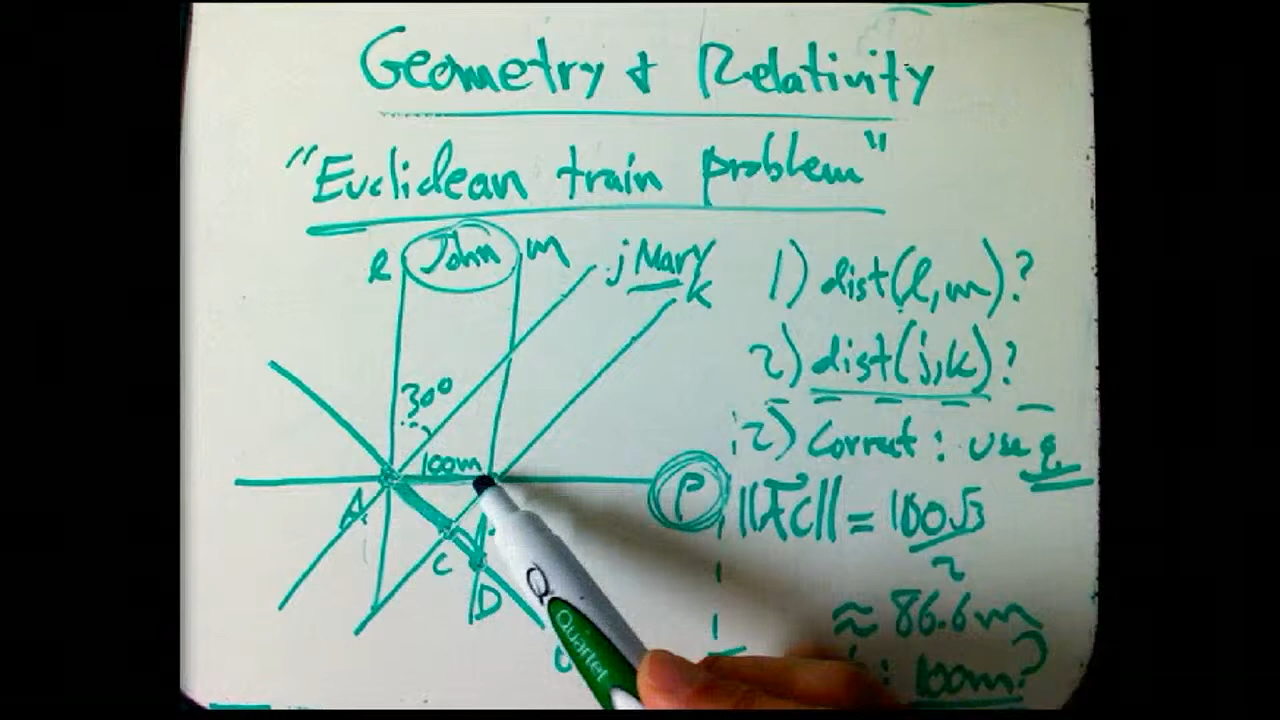 Geometry & Relativity
"Euclidean train problem"
l John m j Mary k
1) dist(l,m)?
2) dist(j,k)?
30°
2) Correct: use q
100m
A
P
||AC|| = 100√3
2
C
D
≈ 86.6m
: 100m?
Q
Quartet